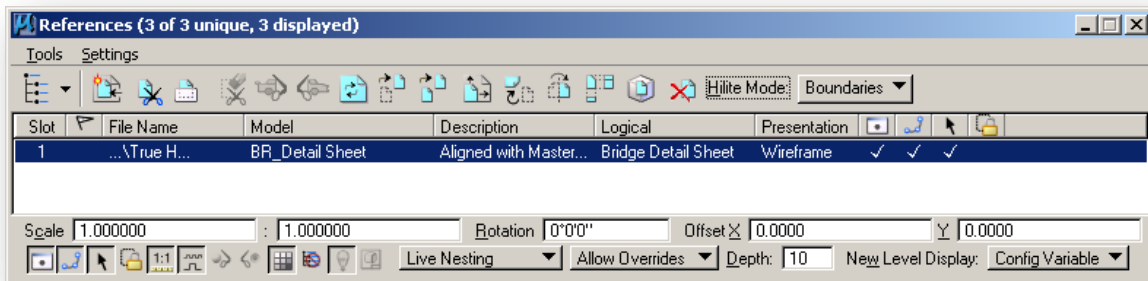 References (3 of 3 unique, 3 displayed)
Tools Settings
Hilite Mode: Boundaries
Slot File Name Model Description Logical Presentation
1 ...\True H... BR_Detail Sheet Aligned with Master... Bridge Detail Sheet Wireframe
Scale 1.000000 : 1.000000 Rotation 0°0'0" Offset X 0.0000 Y 0.0000
1:1 Live Nesting Allow Overrides Depth: 10 New Level Display: Config Variable